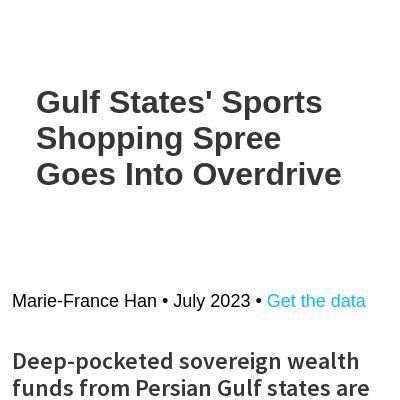 Gulf States' Sports
Shopping Spree
Goes Into Overdrive
Marie-France Han • July 2023 • Get the data
Deep-pocketed sovereign wealth
funds from Persian Gulf states are